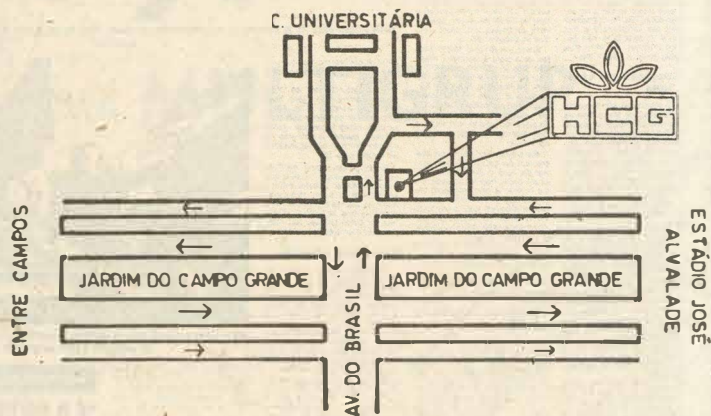 C. UNIVERSITÁRIA
HCG
ENTRE CAMPOS
JARDIM DO CAMPO GRANDE
JARDIM DO CAMPO GRANDE
ESTÁDIO JOSÉ
ALVALADE
AV. DO BRASIL